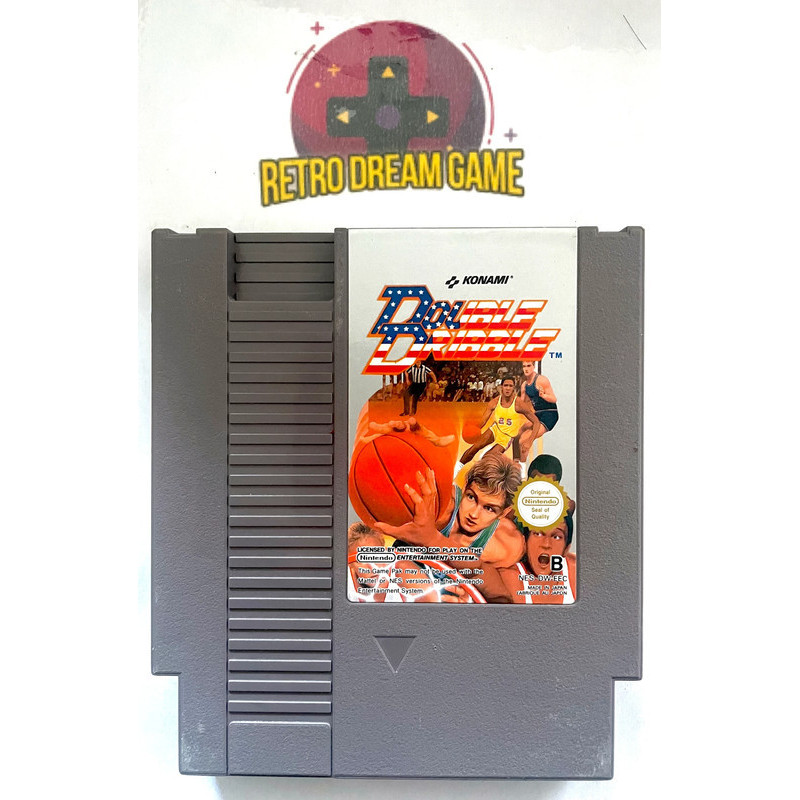 RETRO DREAM GAME
KONAMI®
DOUBLE
DRIBBLE
TM
25
Original
Nintendo
Seal of
Quality
LICENSED BY NINTENDO FOR PLAY ON THE
Nintendo ENTERTAINMENT SYSTEM™
This Game Pak may not be used with the
Mattel or NES versions of the Nintendo
Entertainment System.
B
NES-DW-EEC
MADE IN JAPAN
FABRIQUE AU JAPON